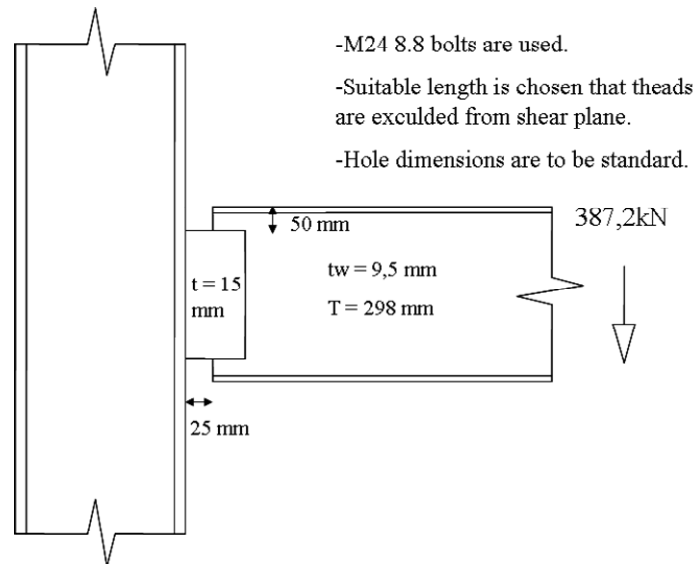 -M24 8.8 bolts are used.
-Suitable length is chosen that theads
are exculded from shear plane.
-Hole dimensions are to be standard.
50 mm
387,2kN
tw = 9,5 mm
t = 15
mm
T = 298 mm
25 mm